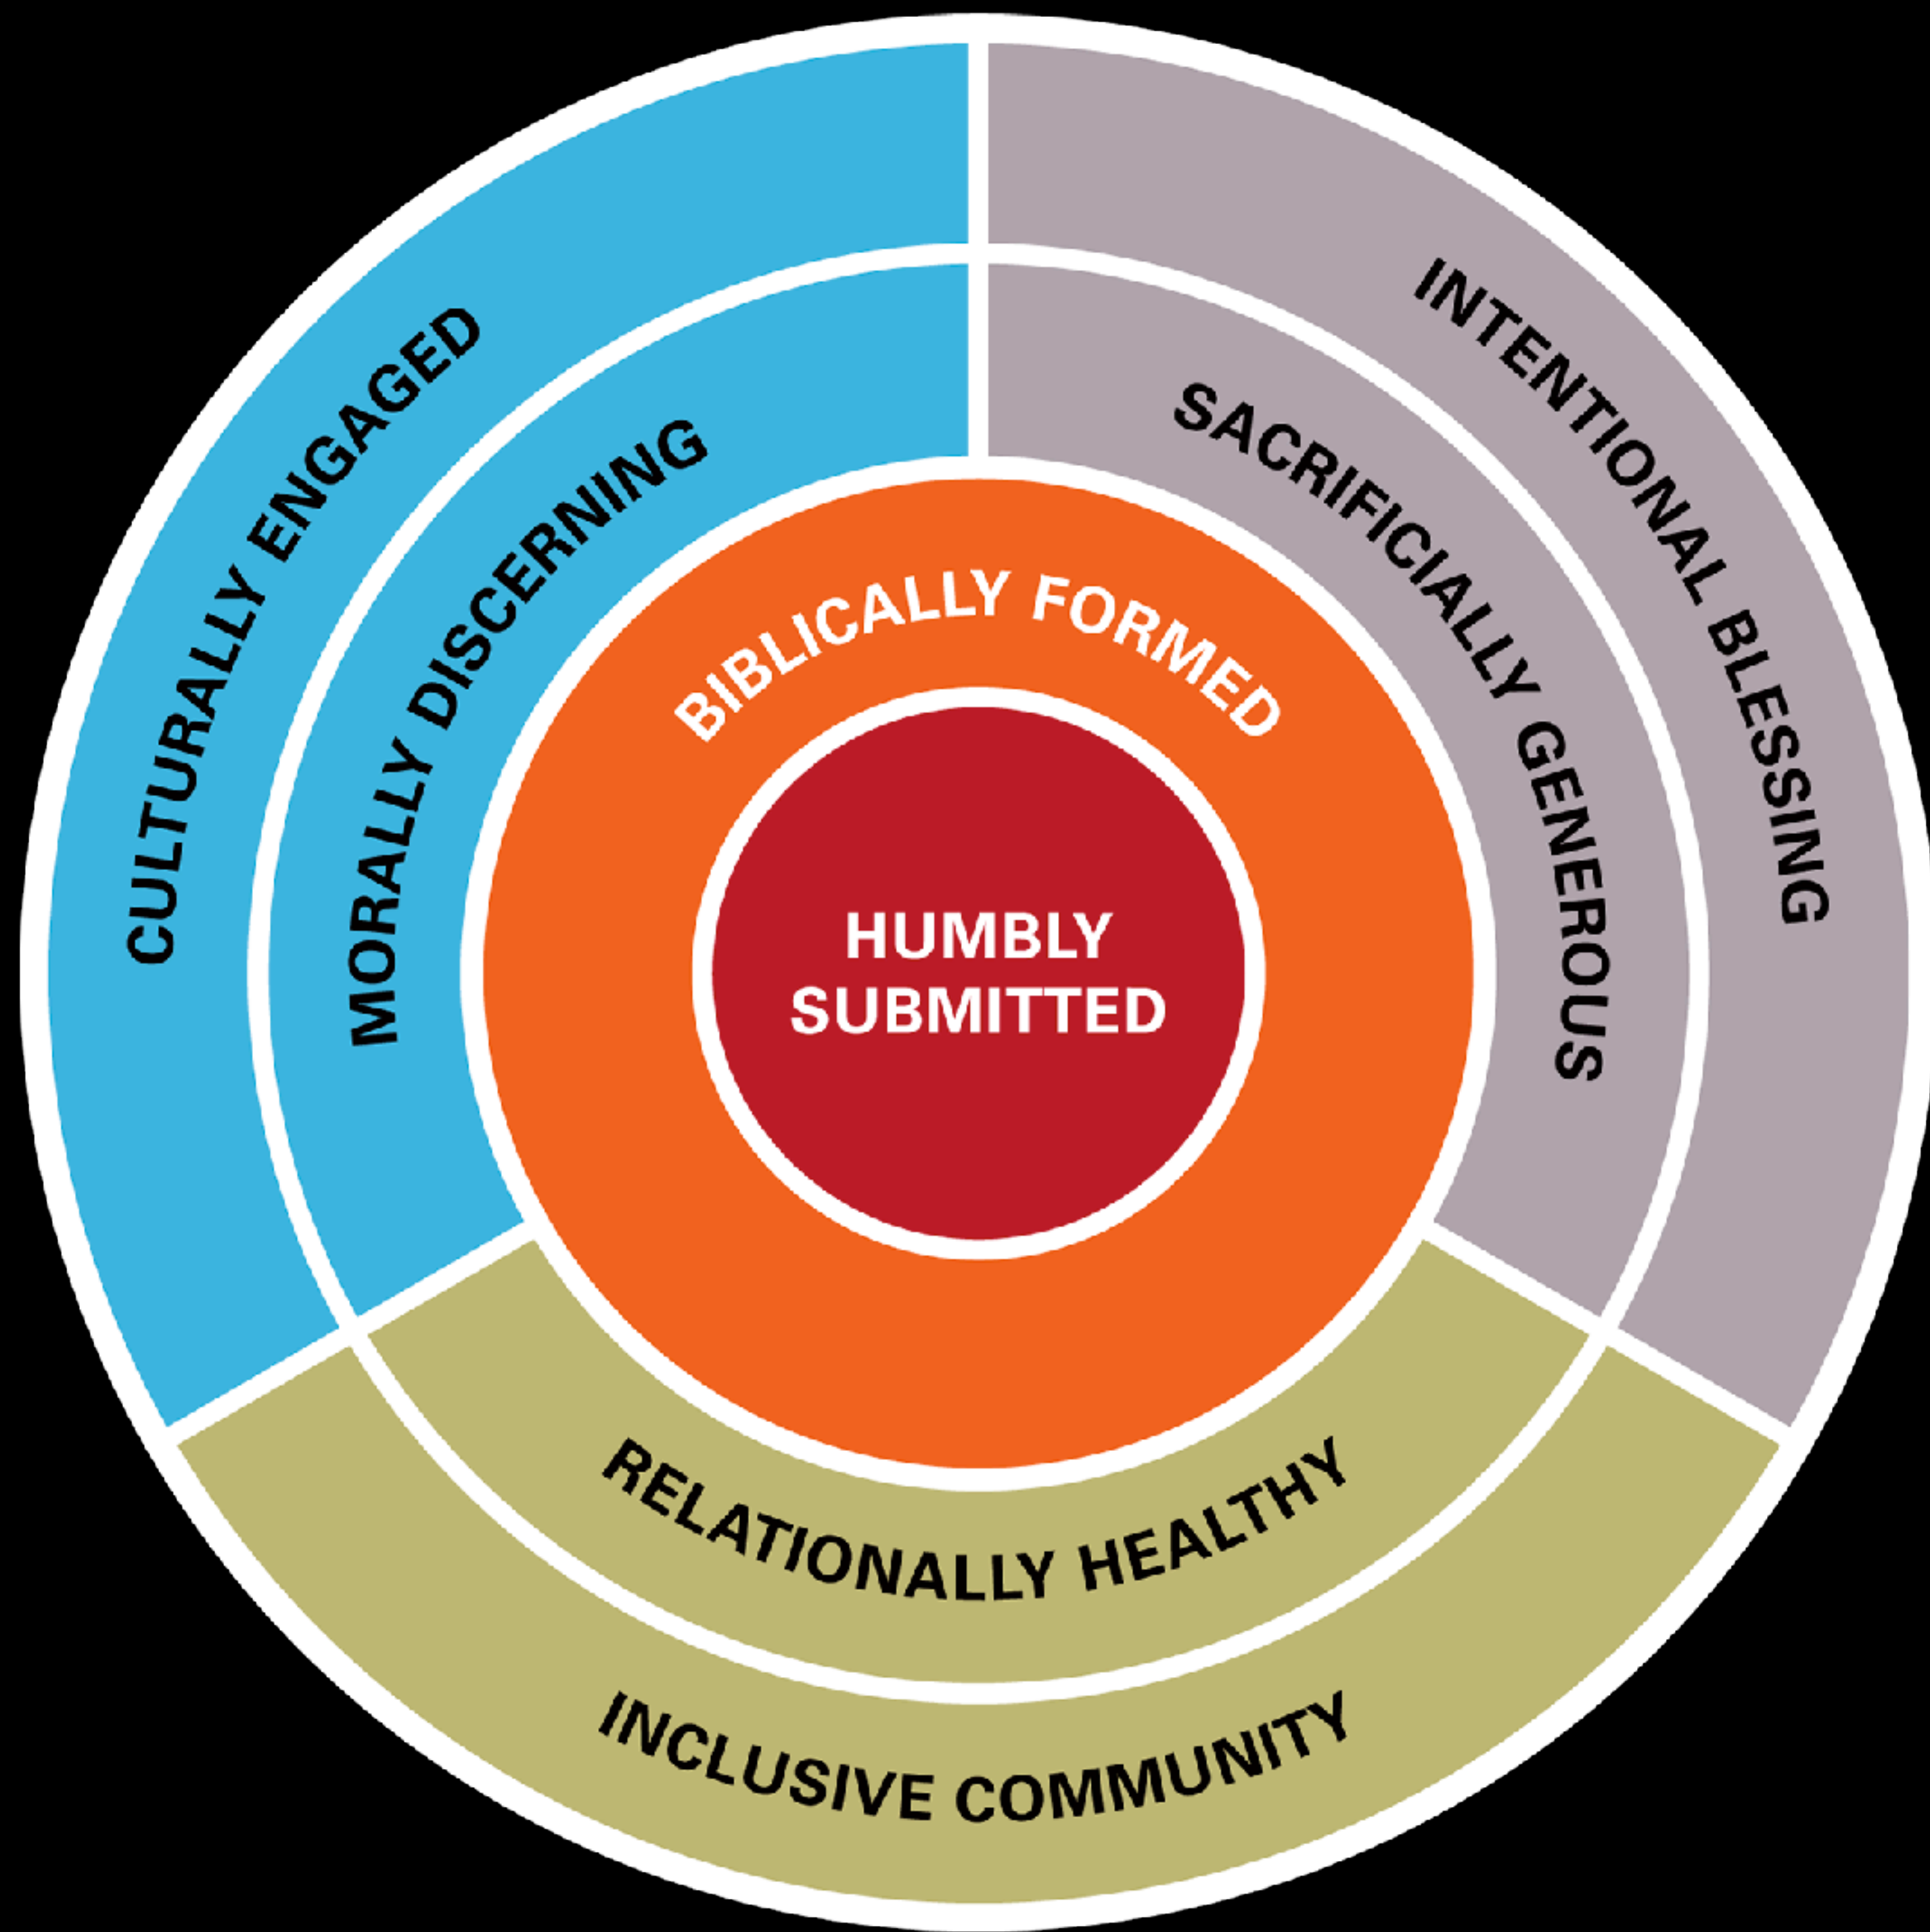 CULTURALLY ENGAGED
MORALLY DISCERNING
INTENTIONAL BLESSING
SACRIFICIALLY GENEROUS
BIBLICALLY FORMED
HUMBLY
SUBMITTED
RELATIONALLY HEALTHY
INCLUSIVE COMMUNITY